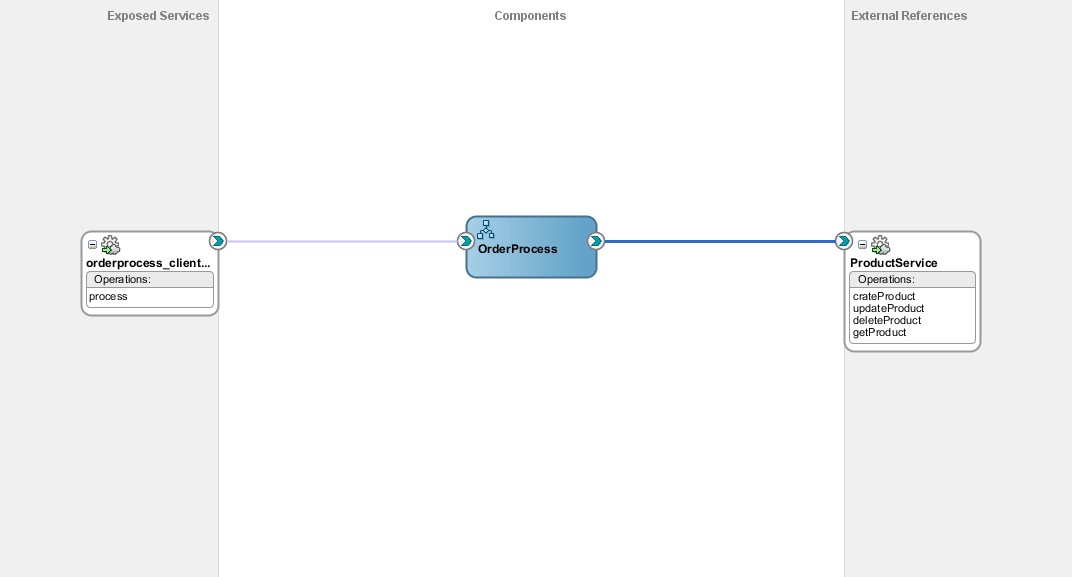 Exposed Services
Components
External References
orderprocess_client...
Operations:
process
OrderProcess
ProductService
Operations:
crateProduct
updateProduct
deleteProduct
getProduct